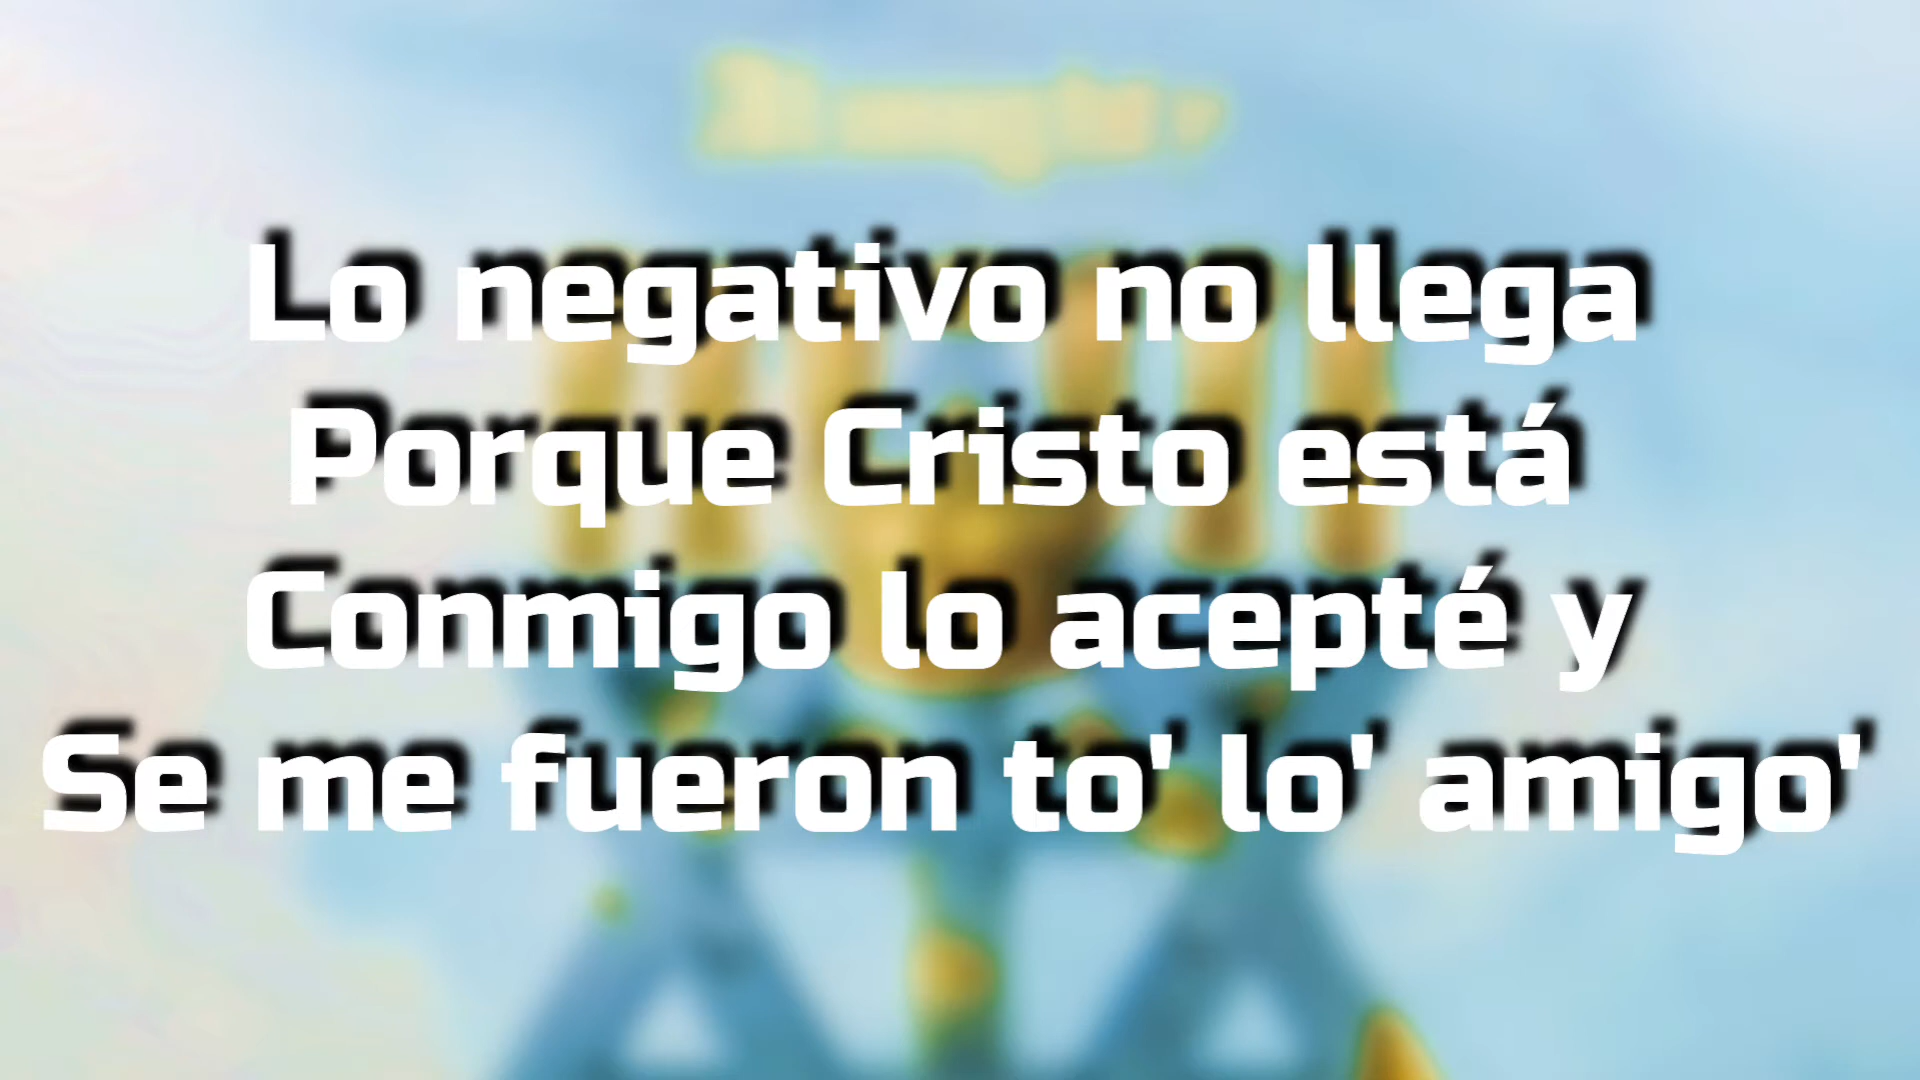 Lo negativo no llega
Porque Cristo está
Conmigo lo acepté y
Se me fueron to' lo' amigo'